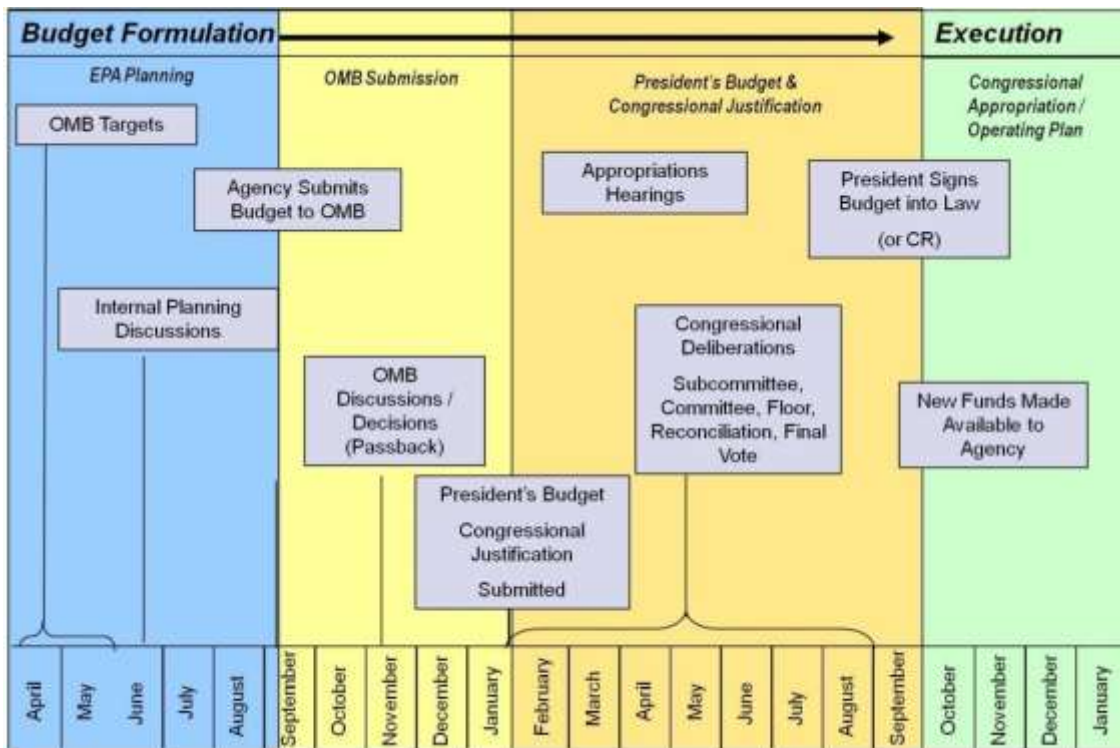 Budget Formulation
Execution
EPA Planning
OMB Submission
President's Budget &
Congressional Justification
Congressional
Appropriation /
Operating Plan
OMB Targets
Agency Submits
Budget to OMB
Appropriations
Hearings
President Signs
Budget into Law
(or CR)
Internal Planning
Discussions
OMB
Discussions /
Decisions
(Passback)
Congressional
Deliberations
Subcommittee,
Committee, Floor,
Reconciliation, Final
Vote
New Funds Made
Available to
Agency
President's Budget
Congressional
Justification
Submitted
April
May
June
July
August
September
October
November
December
January
February
March
April
May
June
July
August
September
October
November
December
January